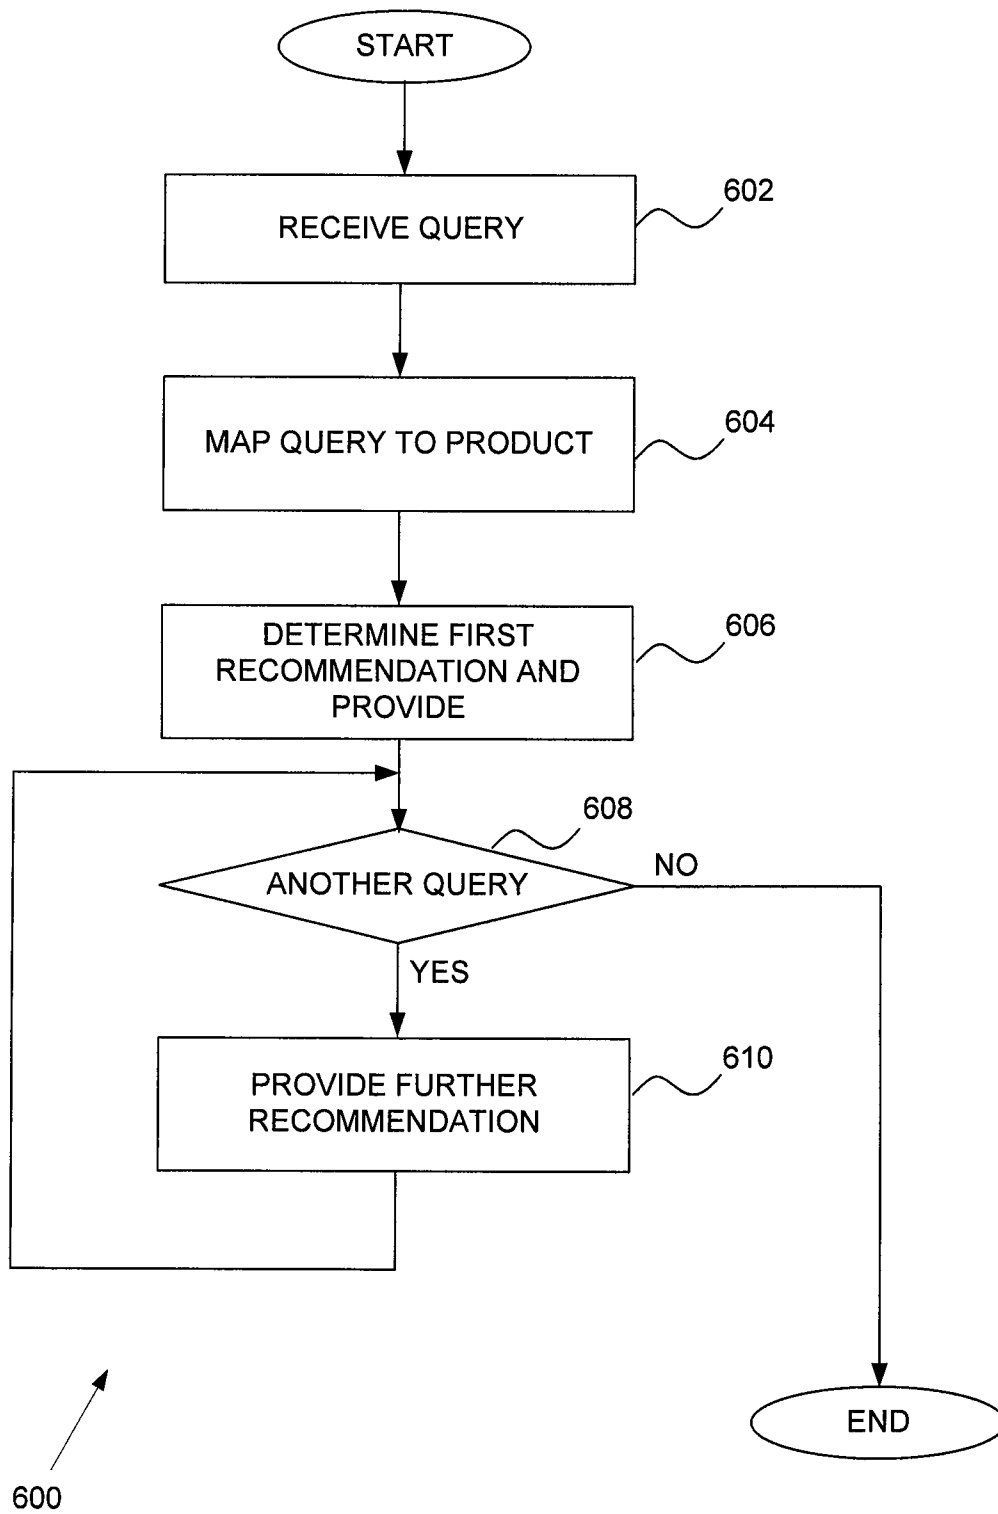 START
602
RECEIVE QUERY
604
MAP QUERY TO PRODUCT
606
DETERMINE FIRST
RECOMMENDATION AND
PROVIDE
608
ANOTHER QUERY
NO
YES
610
PROVIDE FURTHER
RECOMMENDATION
END
600